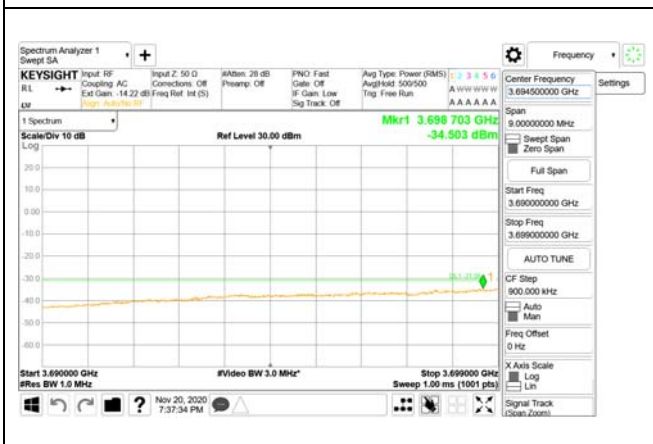 Spectrum Analyzer 1
Swept SA
+
Frequency
KEYSIGHT
RL
Input: RF
Coupling: AC
Ext Gain: -14.22 dB
Align: Auto/No RF
Input Z: 50 Ω
Corrections: Off
Freq Ref: Int (S)
#Atten: 28 dB
Preamp: Off
PNO: Fast
Gate: Off
IF Gain: Low
Sig Track: Off
Avg Type: Power (RMS)
Avg|Hold: 500/500
Trig: Free Run
1 2 3 4 5 6
A W W W W W
A A A A A A
1 Spectrum
Scale/Div 10 dB
Log
Ref Level 30.00 dBm
Mkr1 3.698 703 GHz
-34.503 dBm
20.0
10.0
0.00
-10.0
-20.0
-30.0
-40.0
-50.0
-60.0
1
Start 3.690000 GHz
#Res BW 1.0 MHz
#Video BW 3.0 MHz*
Stop 3.699000 GHz
Sweep 1.00 ms (1001 pts)
Nov 20, 2020
7:37:34 PM
?
Center Frequency
3.694500000 GHz
Settings
Span
9.00000000 MHz
Swept Span
Zero Span
Full Span
Start Freq
3.690000000 GHz
Stop Freq
3.699000000 GHz
AUTO TUNE
CF Step
900.000 kHz
Auto
Man
Freq Offset
0 Hz
X Axis Scale
Log
Lin
Signal Track
(Span Zoom)